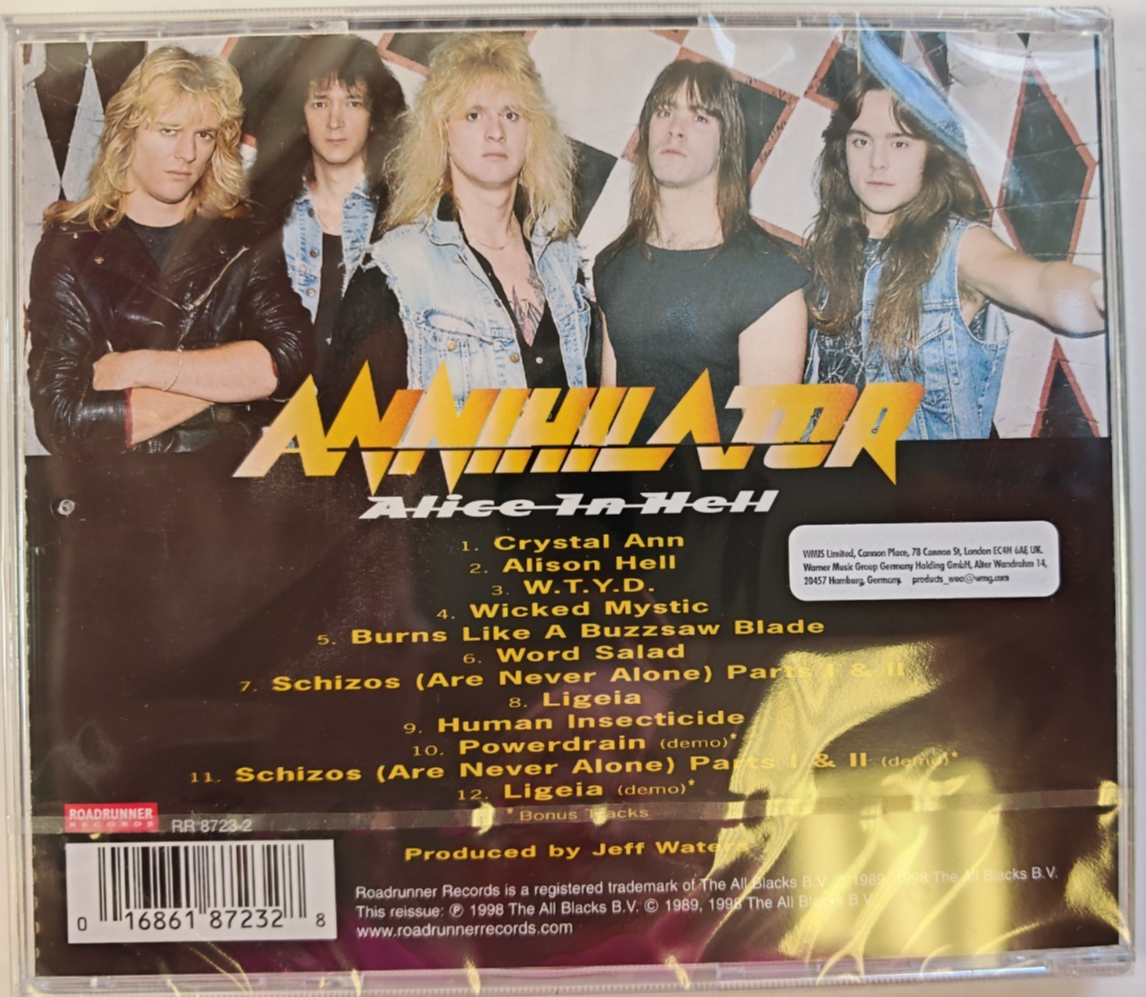 ANNIHILATOR
Alice In Hell
1. Crystal Ann
2. Alison Hell
3. W.T.Y.D.
4. Wicked Mystic
5. Burns Like A Buzzsaw Blade
6. Word Salad
7. Schizos (Are Never Alone) Parts I & II
8. Ligeia
9. Human Insecticide
10. Powerdrain (demo)*
11. Schizos (Are Never Alone) Parts I & II (demo)*
12. Ligeia (demo)*
* Bonus Tracks
Produced by Jeff Waters
WMIS Limited, Cannon Place, 78 Cannon St, London EC4N 6AE UK.
Warner Music Group Germany Holding GmbH, Alter Wandrahm 14,
20457 Hamburg, Germany products_wea@wmg.com
ROADRUNNER
RECORDS
RR 8723-2
0 16861 87232 8
Roadrunner Records is a registered trademark of The All Blacks B.V. ℗ 1989, 1998 The All Blacks B.V.
This reissue: ℗ 1998 The All Blacks B.V. © 1989, 1998 The All Blacks B.V.
www.roadrunnerrecords.com